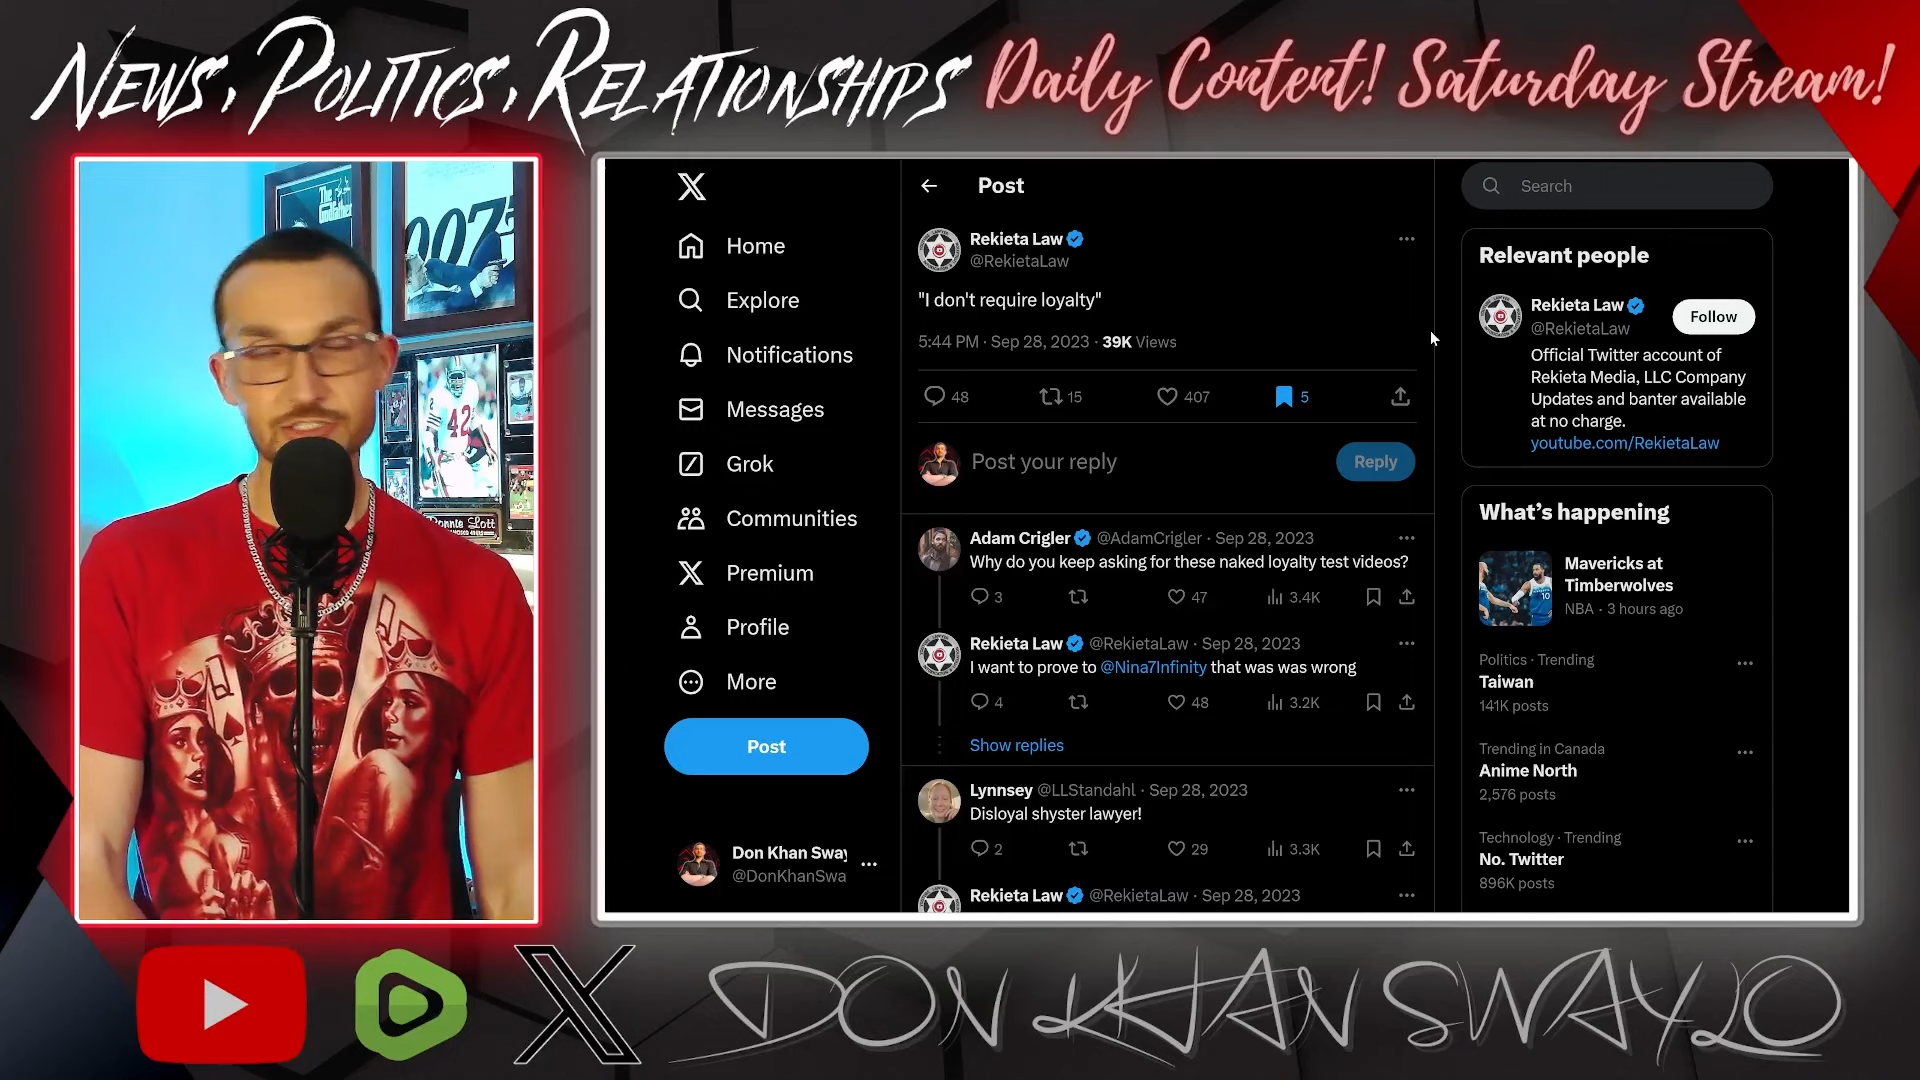 News, Politics, Relationships Daily Content! Saturday Stream!
The
Godfather
007
42
Ronnie Lott
X
Home
Explore
Notifications
Messages
Grok
Communities
Premium
Profile
More
Post
Don Khan Sway
@DonKhanSwa
Post
Rekieta Law
@RekietaLaw
"I don't require loyalty"
5:44 PM · Sep 28, 2023 · 39K Views
48 15 407 5
Post your reply
Reply
Adam Crigler @AdamCrigler · Sep 28, 2023
Why do you keep asking for these naked loyalty test videos?
3 47 3.4K
Rekieta Law @RekietaLaw · Sep 28, 2023
I want to prove to @Nina7Infinity that was was wrong
4 48 3.2K
Show replies
Lynnsey @LLStandahl · Sep 28, 2023
Disloyal shyster lawyer!
2 29 3.3K
Rekieta Law @RekietaLaw · Sep 28, 2023
Search
Relevant people
Rekieta Law
@RekietaLaw
Follow
Official Twitter account of
Rekieta Media, LLC Company
Updates and banter available
at no charge.
youtube.com/RekietaLaw
What's happening
Mavericks at
Timberwolves
NBA · 3 hours ago
Politics · Trending
Taiwan
141K posts
Trending in Canada
Anime North
2,576 posts
Technology · Trending
No. Twitter
896K posts
X Don Khan Swaylo